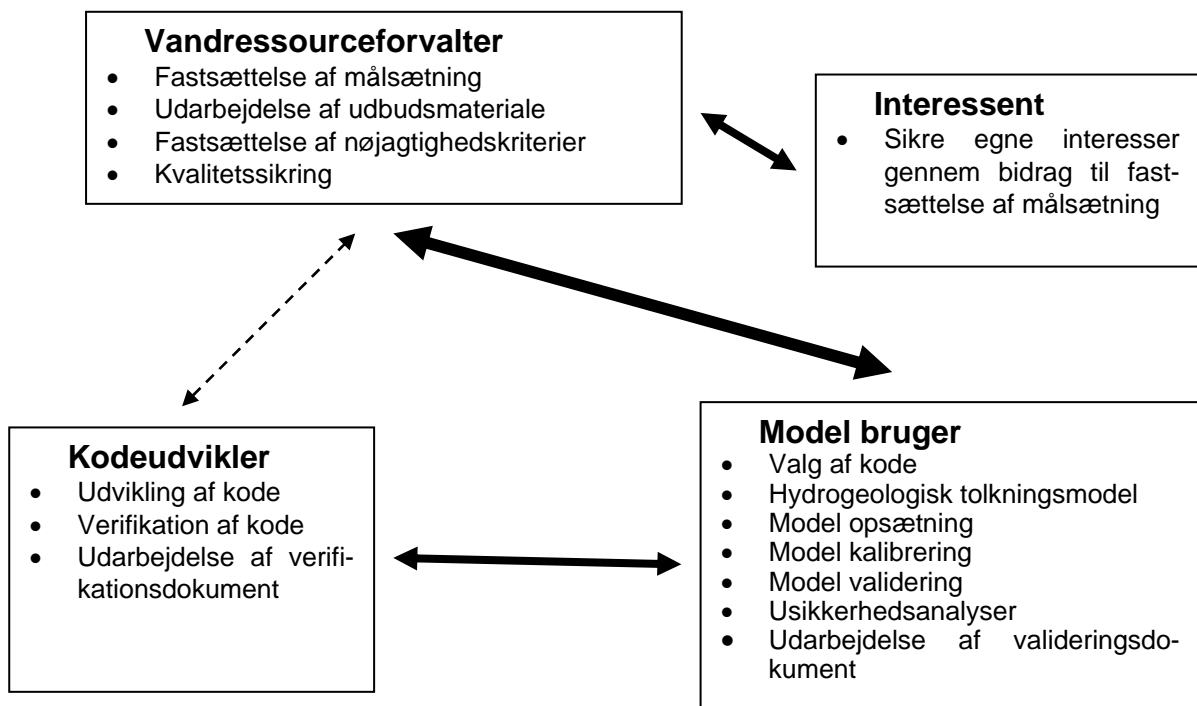 Vandressourceforvalter
• Fastsættelse af målsætning
• Udarbejdelse af udbudsmateriale
• Fastsættelse af nøjagtighedskriterier
• Kvalitetssikring
Interessent
• Sikre egne interesser
gennem bidrag til fast-
sættelse af målsætning
Kodeudvikler
• Udvikling af kode
• Verifikation af kode
• Udarbejdelse af verifi-
kationsdokument
Model bruger
• Valg af kode
• Hydrogeologisk tolkningsmodel
• Model opsætning
• Model kalibrering
• Model validering
• Usikkerhedsanalyser
• Udarbejdelse af valideringsdo-
kument